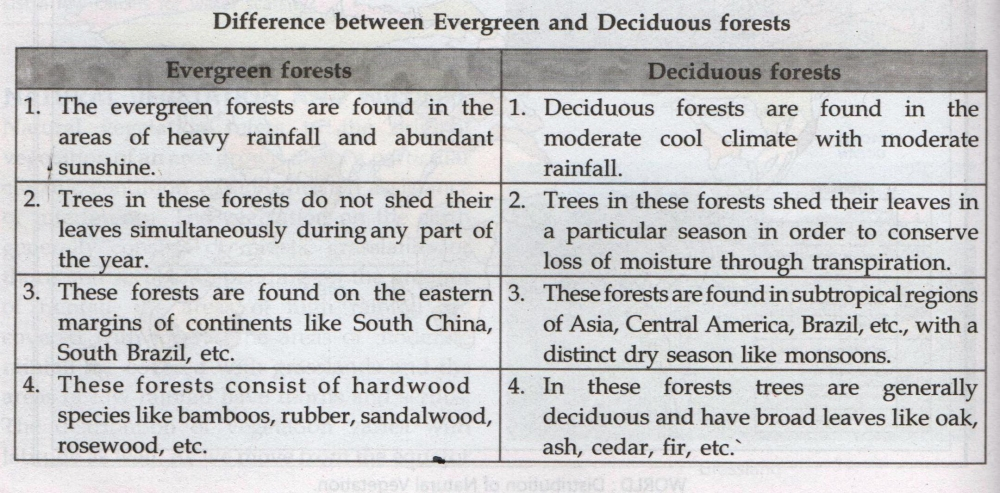 Difference between Evergreen and Deciduous forests
Evergreen forests
Deciduous forests
1. The evergreen forests are found in the
areas of heavy rainfall and abundant
sunshine.
1. Deciduous forests are found in the
moderate cool climate with moderate
rainfall.
2. Trees in these forests do not shed their
leaves simultaneously during any part of
the year.
2. Trees in these forests shed their leaves in
a particular season in order to conserve
loss of moisture through transpiration.
3. These forests are found on the eastern
margins of continents like South China,
South Brazil, etc.
3. These forests are found in subtropical regions
of Asia, Central America, Brazil, etc., with a
distinct dry season like monsoons.
4. These forests consist of hardwood
species like bamboos, rubber, sandalwood,
rosewood, etc.
4. In these forests trees are generally
deciduous and have broad leaves like oak,
ash, cedar, fir, etc.
WORLD : Distribution of Natural Vegetation.